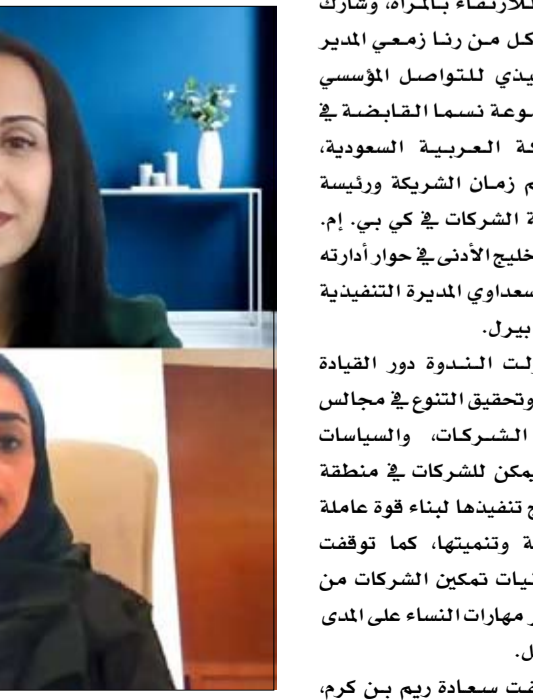 للارتقاء بالمرأة، وشارك
كل من رنا زمعي المدير
يذي للتواصل المؤسسي
وعة نسما القابضة في
كة العربية السعودية،
م زمان الشريكة ورئيسة
ة الشركات في كي بي. إم.
خليج الأدنى في حوار أدارته
سعداوي المديرة التنفيذية
بيرل.
ولت الندوة دور القيادة
وتحقيق التنوع في مجالس
الشركات، والسياسات
يمكن للشركات في منطقة
ج تنفيذها لبناء قوة عاملة
ة وتنميتها، كما توقفت
نيات تمكين الشركات من
ر مهارات النساء على المدى
ل.
فت سعادة ريم بن كرم،